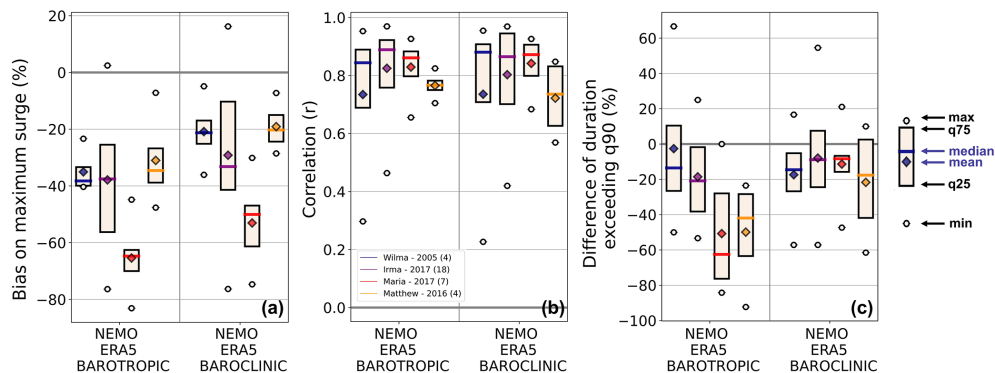 Bias on maximum surge (%)
20
0
−20
−40
−60
−80
(a)
NEMO
ERA5
BAROTROPIC
NEMO
ERA5
BAROCLINIC
Correlation (r)
1.0
0.8
0.6
0.4
0.2
0.0
Wilma - 2005 (4)
Irma - 2017 (18)
Maria - 2017 (7)
Matthew - 2016 (4)
(b)
NEMO
ERA5
BAROTROPIC
NEMO
ERA5
BAROCLINIC
Difference of duration
exceeding q90 (%)
60
40
20
0
−20
−40
−60
−80
−100
(c)
NEMO
ERA5
BAROTROPIC
NEMO
ERA5
BAROCLINIC
max
q75
median
mean
q25
min